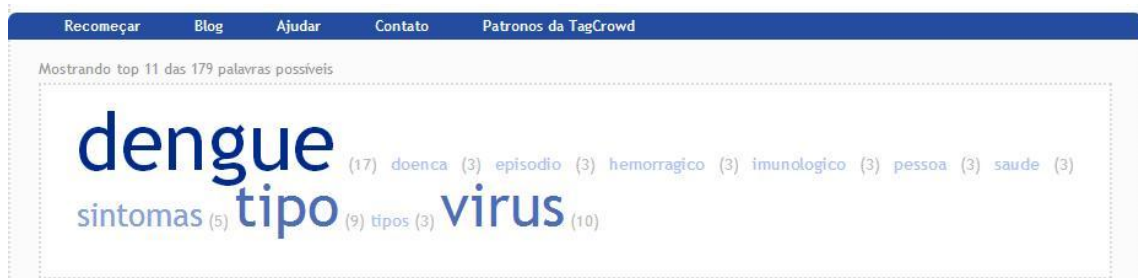 Recomeçar Blog Ajudar Contato Patronos da TagCrowd
Mostrando top 11 das 179 palavras possíveis
dengue (17) doenca (3) episodio (3) hemorragico (3) imunologico (3) pessoa (3) saude (3)
sintomas (5) tipo (9) tipos (3) virus (10)